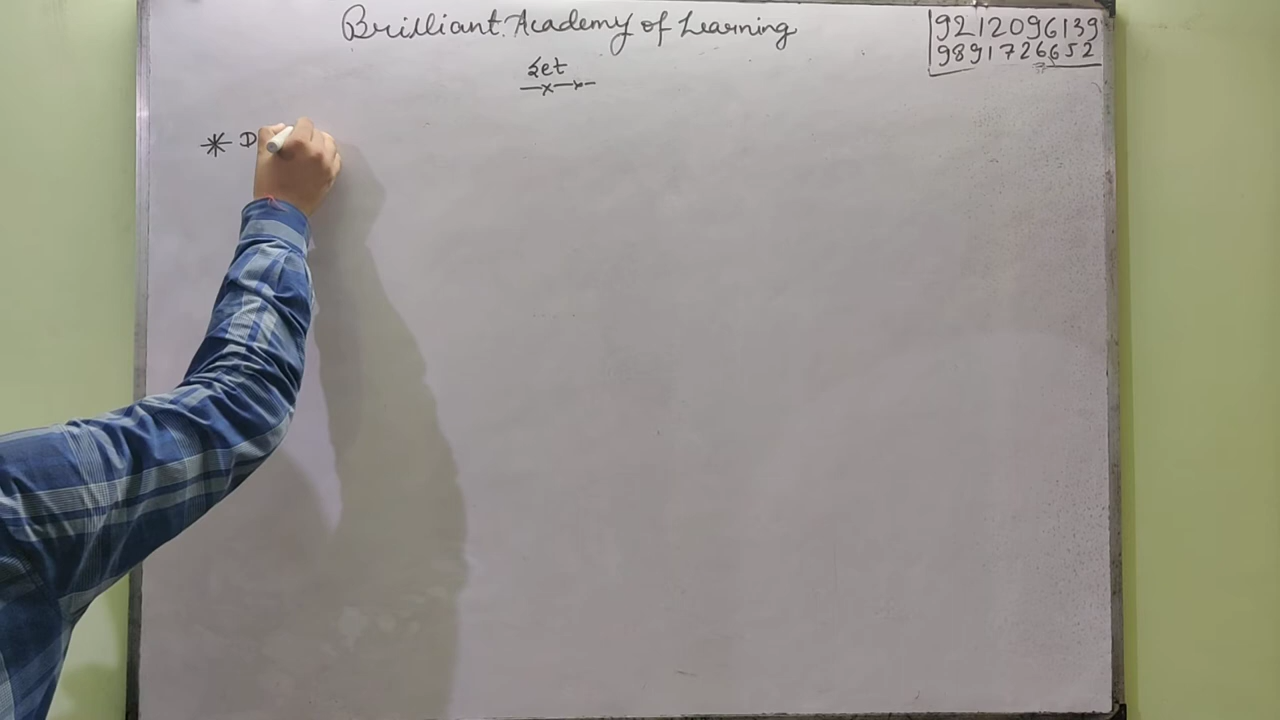 Brilliant Academy of Learning
9212096139
9891726652
Set
* D